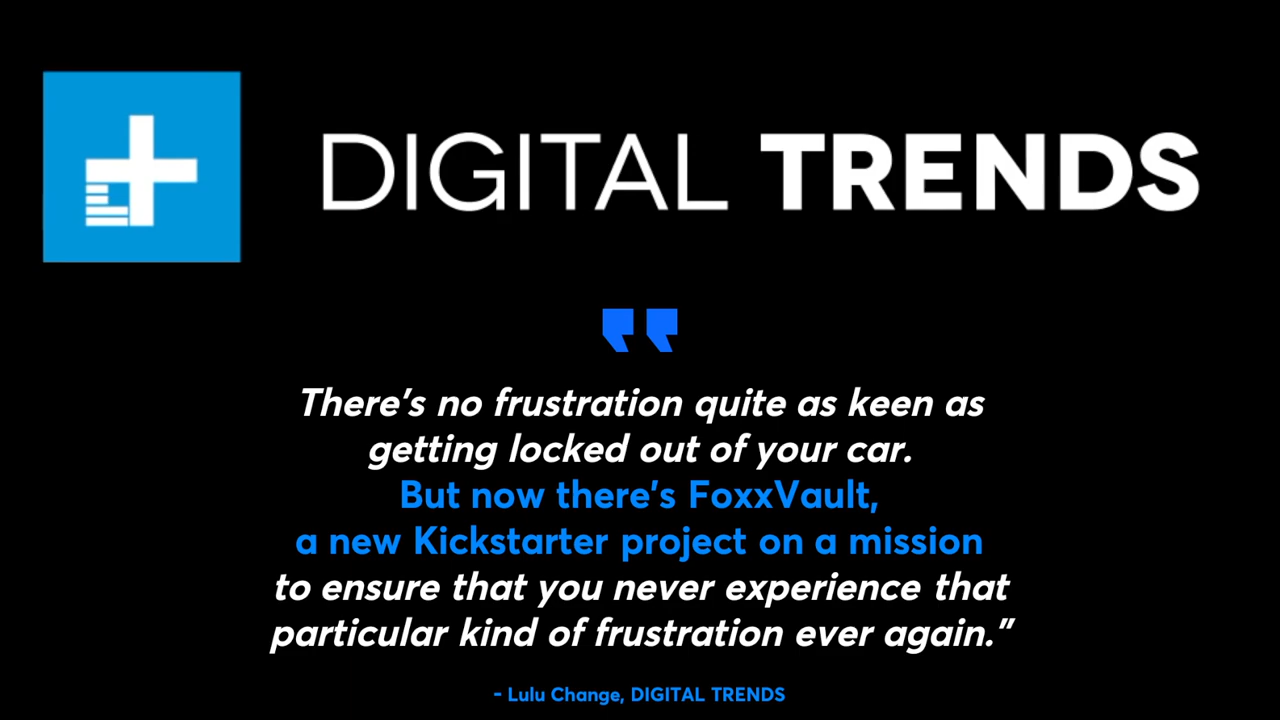 DIGITAL TRENDS
"
There's no frustration quite as keen as
getting locked out of your car.
But now there's FoxxVault,
a new Kickstarter project on a mission
to ensure that you never experience that
particular kind of frustration ever again."
- Lulu Change, DIGITAL TRENDS